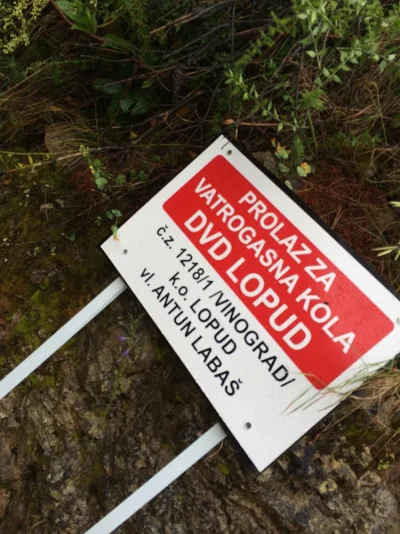 PROLAZ ZA
VATROGASNA KOLA
DVD LOPUD
č.z. 1218/1 /VINOGRAD/
k.o. LOPUD
vl. ANTUN LABAŠ